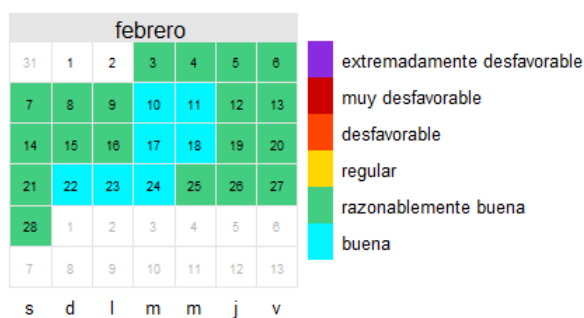 febrero
31 1 2 3 4 5 6
7 8 9 10 11 12 13
14 15 16 17 18 19 20
21 22 23 24 25 26 27
28 1 2 3 4 5 6
7 8 9 10 11 12 13
s d l m m j v
extremadamente desfavorable
muy desfavorable
desfavorable
regular
razonablemente buena
buena